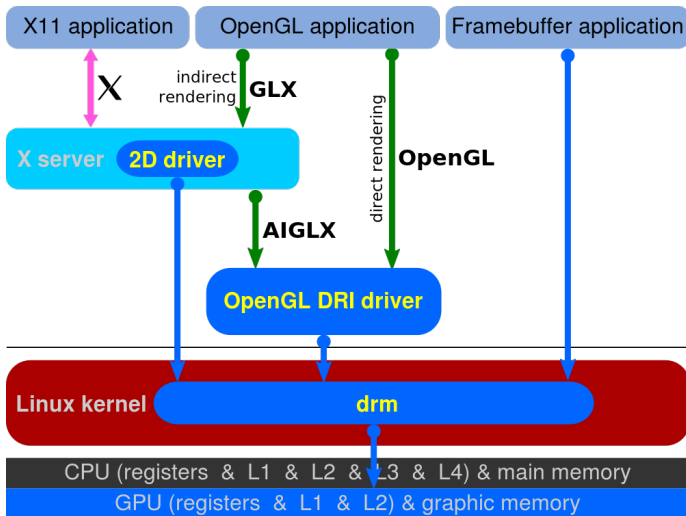 X11 application
OpenGL application
Framebuffer application
indirect
rendering
GLX
X
direct rendering
OpenGL
X server
2D driver
AIGLX
OpenGL DRI driver
Linux kernel
drm
CPU (registers & L1 & L2 & L3 & L4) & main memory
GPU (registers & L1 & L2) & graphic memory